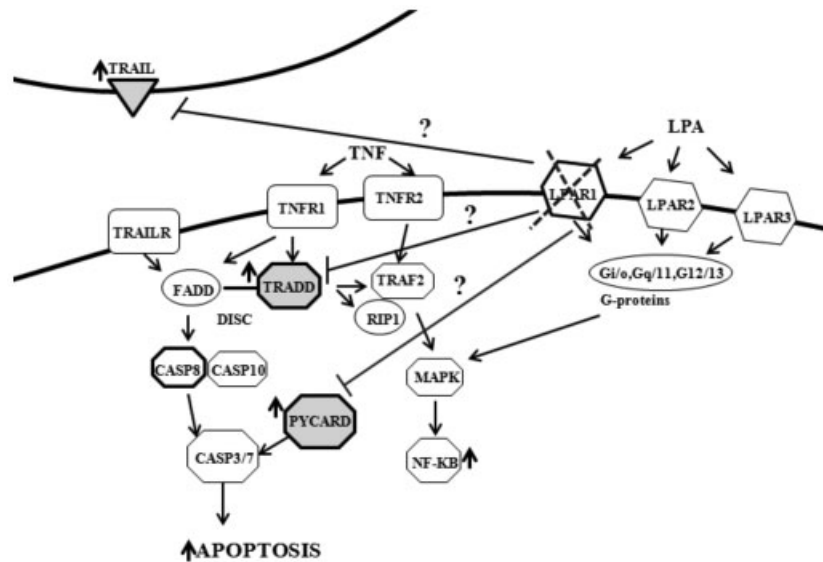 TRAIL
?
LPA
TNF
TNFR1
TNFR2
LPAR1
LPAR2
LPAR3
TRAILR
?
FADD
TRADD
TRAF2
Gi/o,Gq/11,G12/13
G-proteins
DISC
RIP1
?
CASP8
CASP10
MAPK
PYCARD
CASP3/7
NF-KB
APOPTOSIS